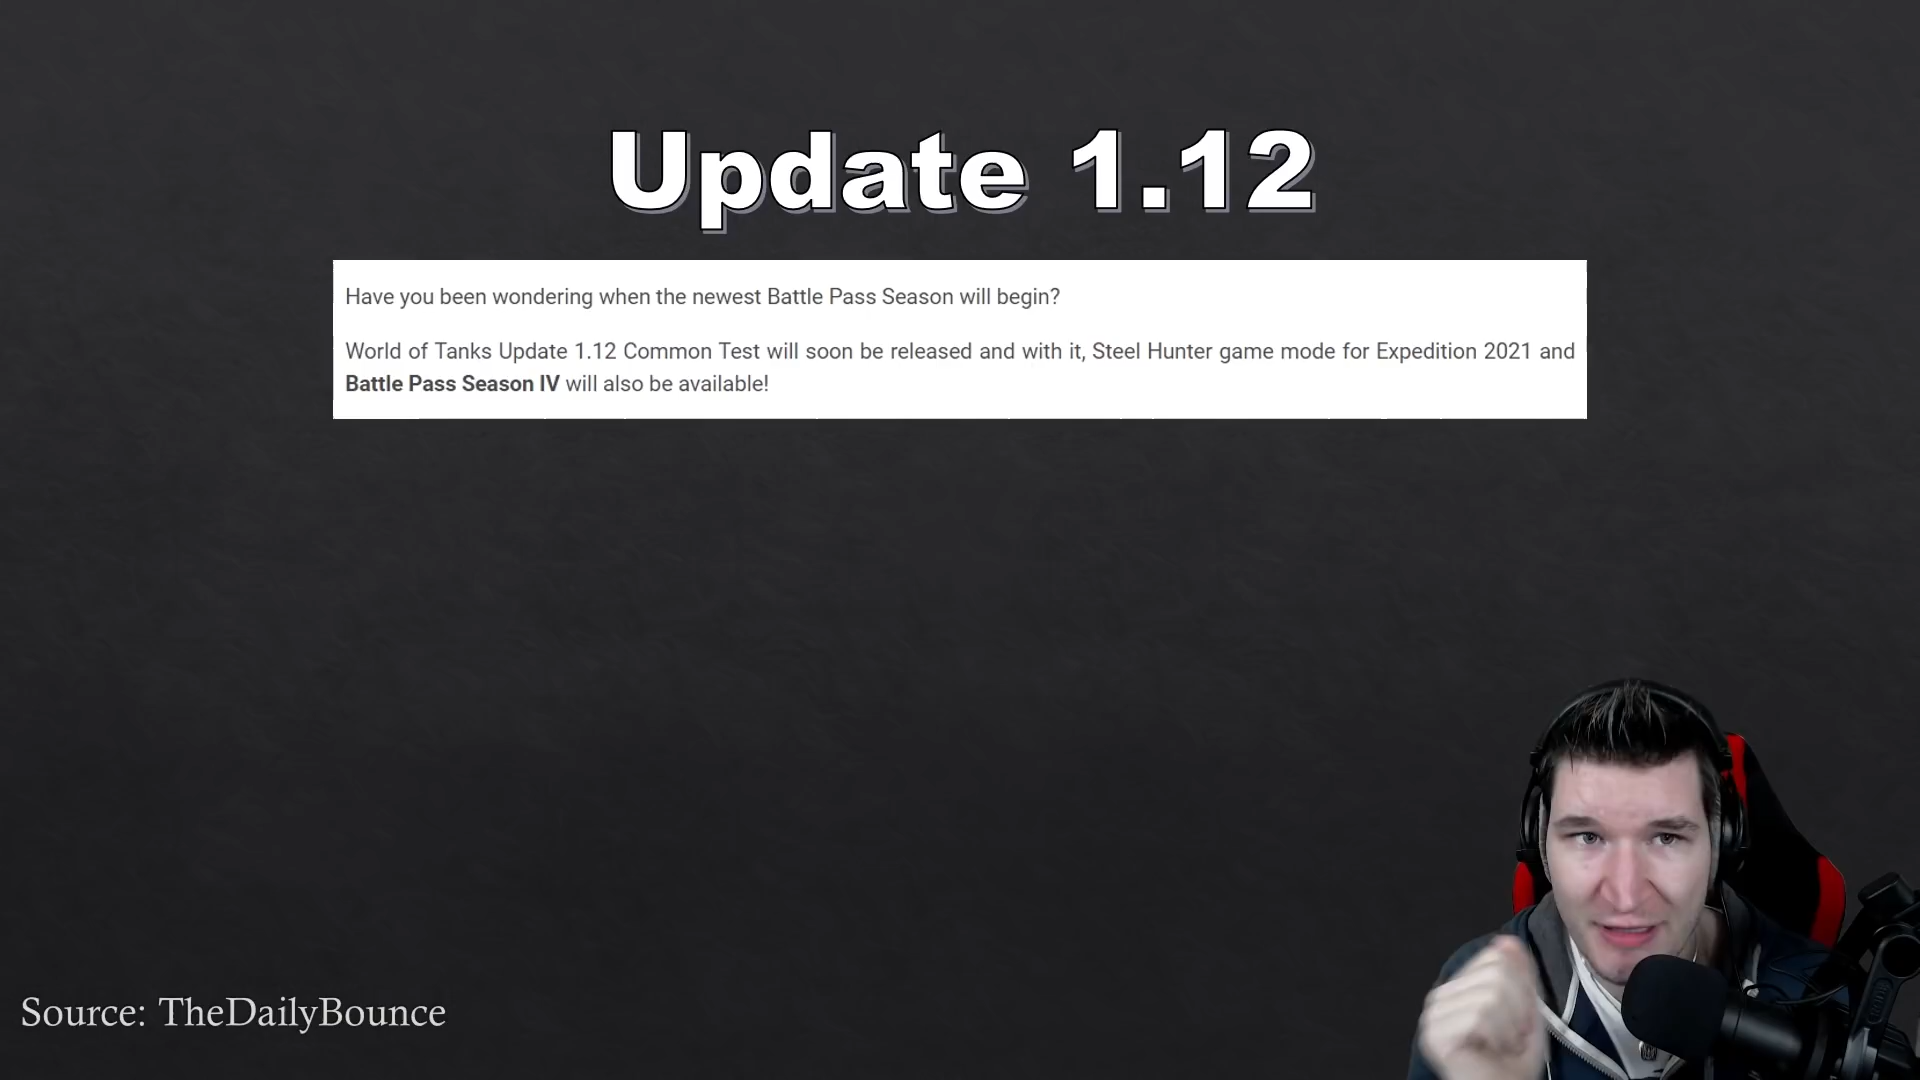 Update 1.12
Have you been wondering when the newest Battle Pass Season will begin?
World of Tanks Update 1.12 Common Test will soon be released and with it, Steel Hunter game mode for Expedition 2021 and
Battle Pass Season IV will also be available!
Source: TheDailyBounce